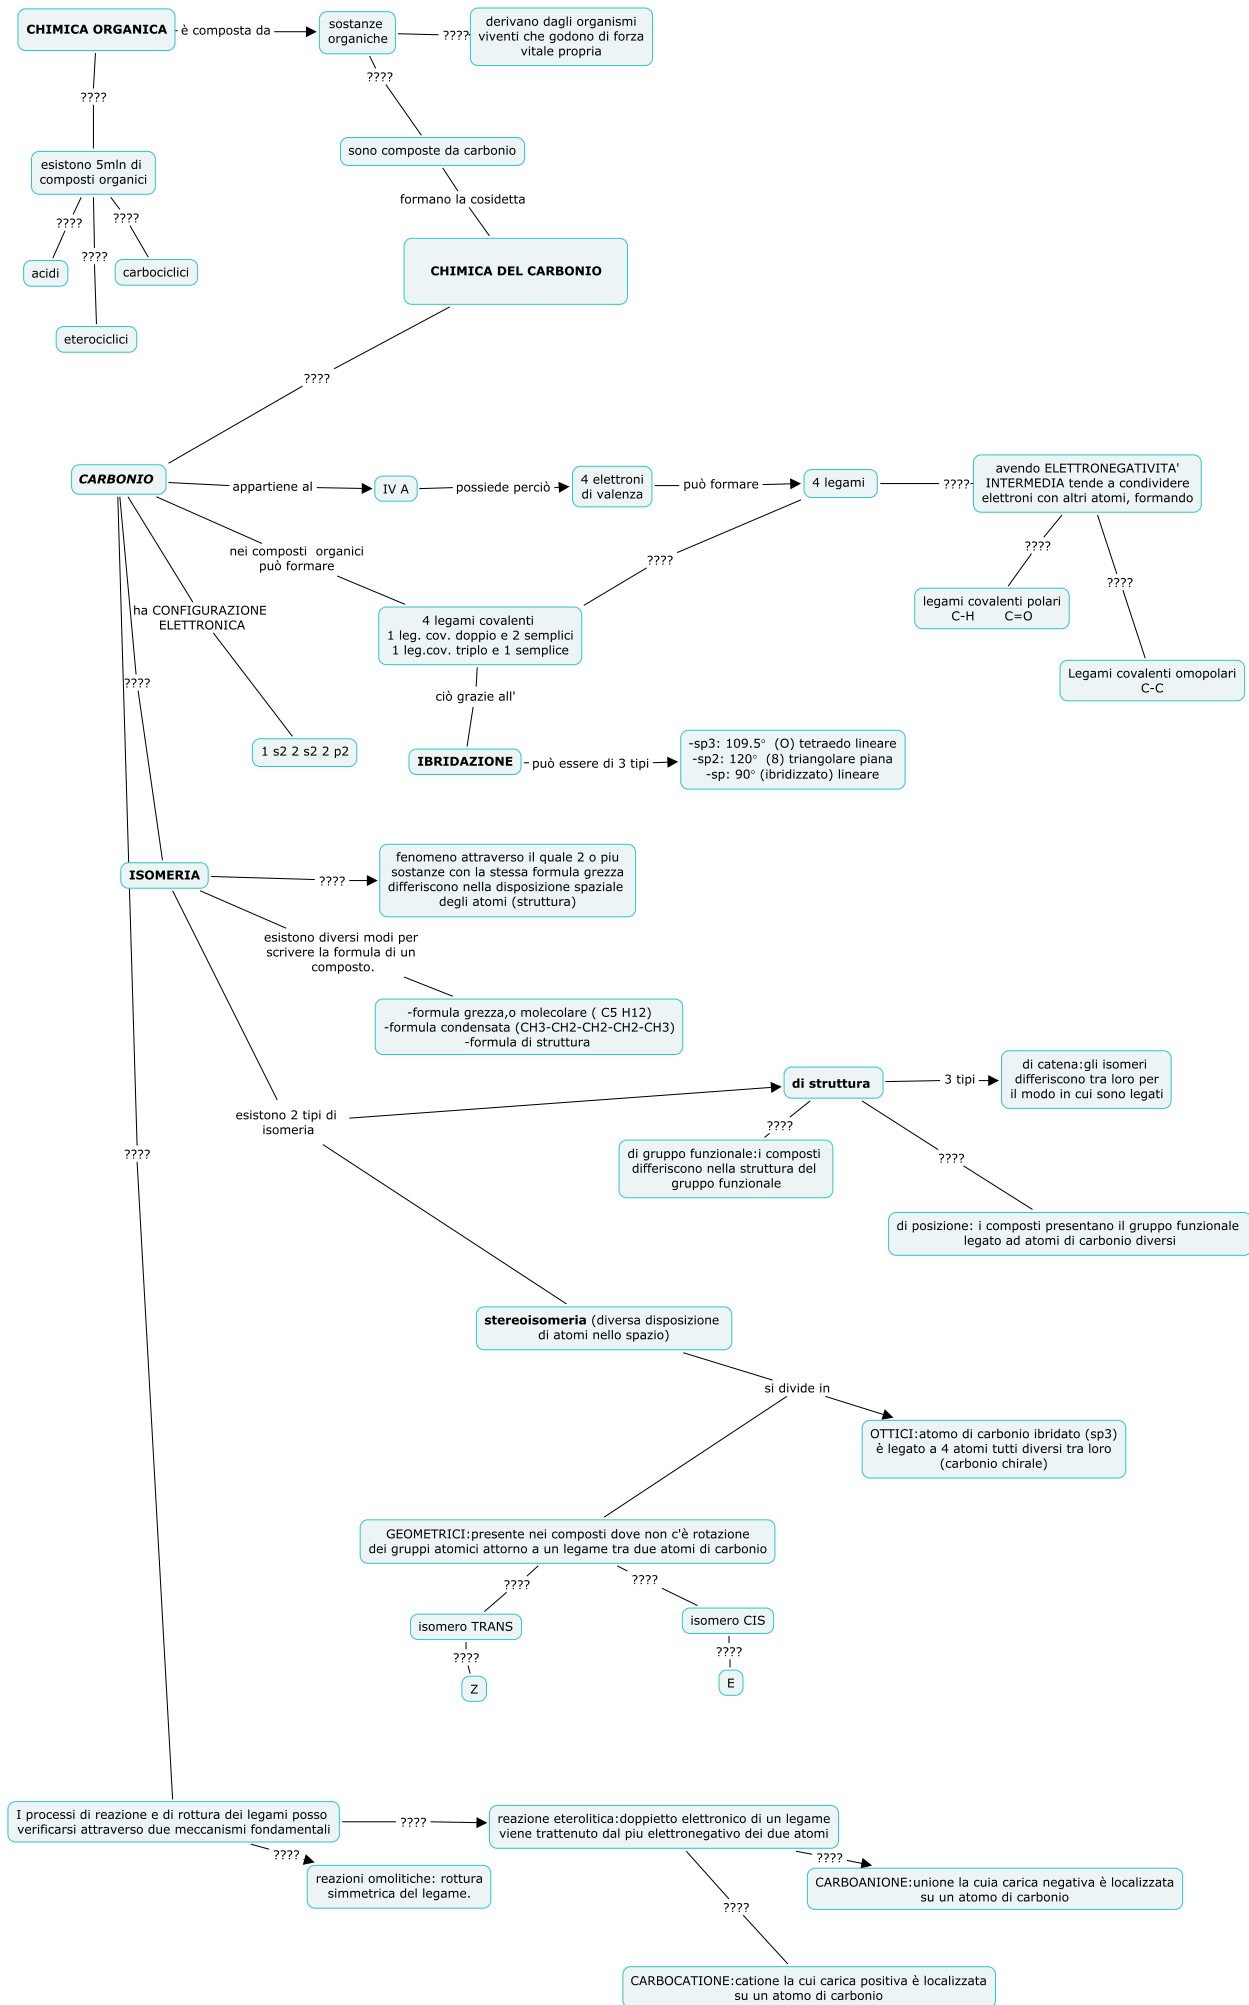 CHIMICA ORGANICA
è composta da
sostanze
organiche
????
derivano dagli organismi
viventi che godono di forza
vitale propria
????
????
esistono 5mln di
composti organici
sono composte da carbonio
formano la cosidetta
????
????
????
acidi
carbociclici
eterociclici
CHIMICA DEL CARBONIO
????
CARBONIO
appartiene al
IV A
possiede perciò
4 elettroni
di valenza
può formare
4 legami
????
avendo ELETTRONEGATIVITA'
INTERMEDIA tende a condividere
elettroni con altri atomi, formando
nei composti organici
può formare
????
????
????
legami covalenti polari
C-H C=O
Legami covalenti omopolari
C-C
ha CONFIGURAZIONE
ELETTRONICA
4 legami covalenti
1 leg. cov. doppio e 2 semplici
1 leg.cov. triplo e 1 semplice
????
ciò grazie all'
1 s2 2 s2 2 p2
IBRIDAZIONE
può essere di 3 tipi
-sp3: 109.5° (O) tetraedo lineare
-sp2: 120° (8) triangolare piana
-sp: 90° (ibridizzato) lineare
ISOMERIA
????
fenomeno attraverso il quale 2 o piu
sostanze con la stessa formula grezza
differiscono nella disposizione spaziale
degli atomi (struttura)
esistono diversi modi per
scrivere la formula di un
composto.
-formula grezza,o molecolare ( C5 H12)
-formula condensata (CH3-CH2-CH2-CH2-CH3)
-formula di struttura
esistono 2 tipi di
isomeria
di struttura
3 tipi
di catena:gli isomeri
differiscono tra loro per
il modo in cui sono legati
????
????
????
di gruppo funzionale:i composti
differiscono nella struttura del
gruppo funzionale
di posizione: i composti presentano il gruppo funzionale
legato ad atomi di carbonio diversi
stereoisomeria (diversa disposizione
di atomi nello spazio)
si divide in
OTTICI:atomo di carbonio ibridato (sp3)
è legato a 4 atomi tutti diversi tra loro
(carbonio chirale)
GEOMETRICI:presente nei composti dove non c'è rotazione
dei gruppi atomici attorno a un legame tra due atomi di carbonio
????
????
isomero TRANS
isomero CIS
????
????
Z
E
I processi di reazione e di rottura dei legami posso
verificarsi attraverso due meccanismi fondamentali
????
reazione eterolitica:doppietto elettronico di un legame
viene trattenuto dal piu elettronegativo dei due atomi
????
????
reazioni omolitiche: rottura
simmetrica del legame.
CARBOANIONE:unione la cuia carica negativa è localizzata
su un atomo di carbonio
????
CARBOCATIONE:catione la cui carica positiva è localizzata
su un atomo di carbonio